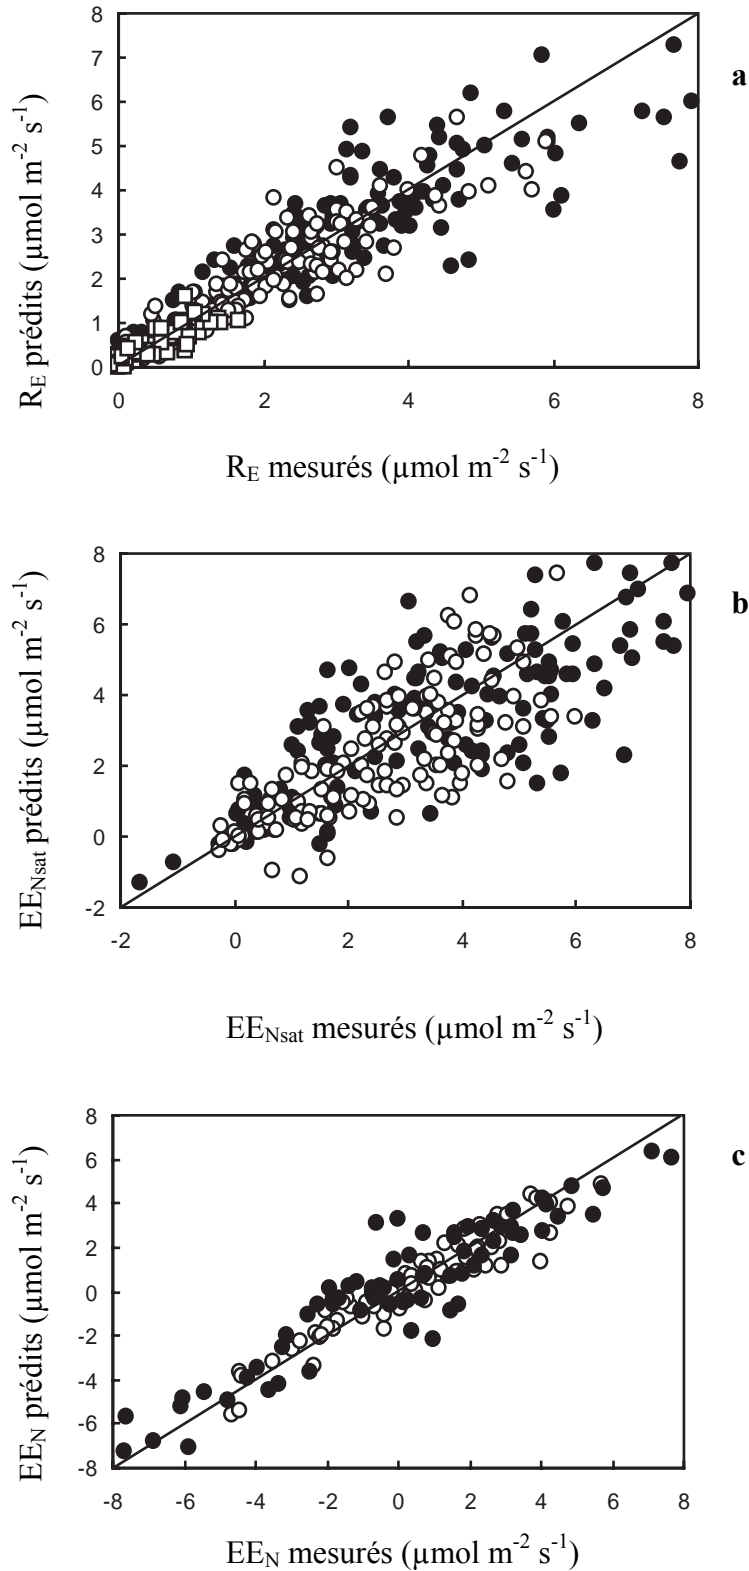 a
R_E prédits (µmol m⁻² s⁻¹)
8
7
6
5
4
3
2
1
0
0 2 4 6 8
R_E mesurés (µmol m⁻² s⁻¹)
b
EE_Nsat prédits (µmol m⁻² s⁻¹)
8
6
4
2
0
-2
-2 0 2 4 6 8
EE_Nsat mesurés (µmol m⁻² s⁻¹)
c
EE_N prédits (µmol m⁻² s⁻¹)
8
6
4
2
0
-2
-4
-6
-8
-8 -6 -4 -2 0 2 4 6 8
EE_N mesurés (µmol m⁻² s⁻¹)